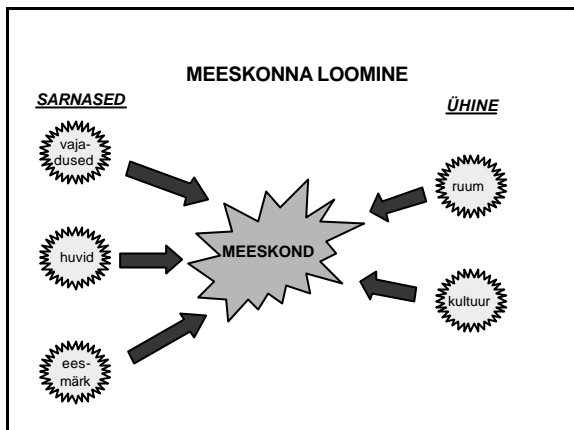 MEESKONNA LOOMINE
SARNASED
ÜHINE
vaja-
dused
ruum
huvid
MEESKOND
kultuur
ees-
märk